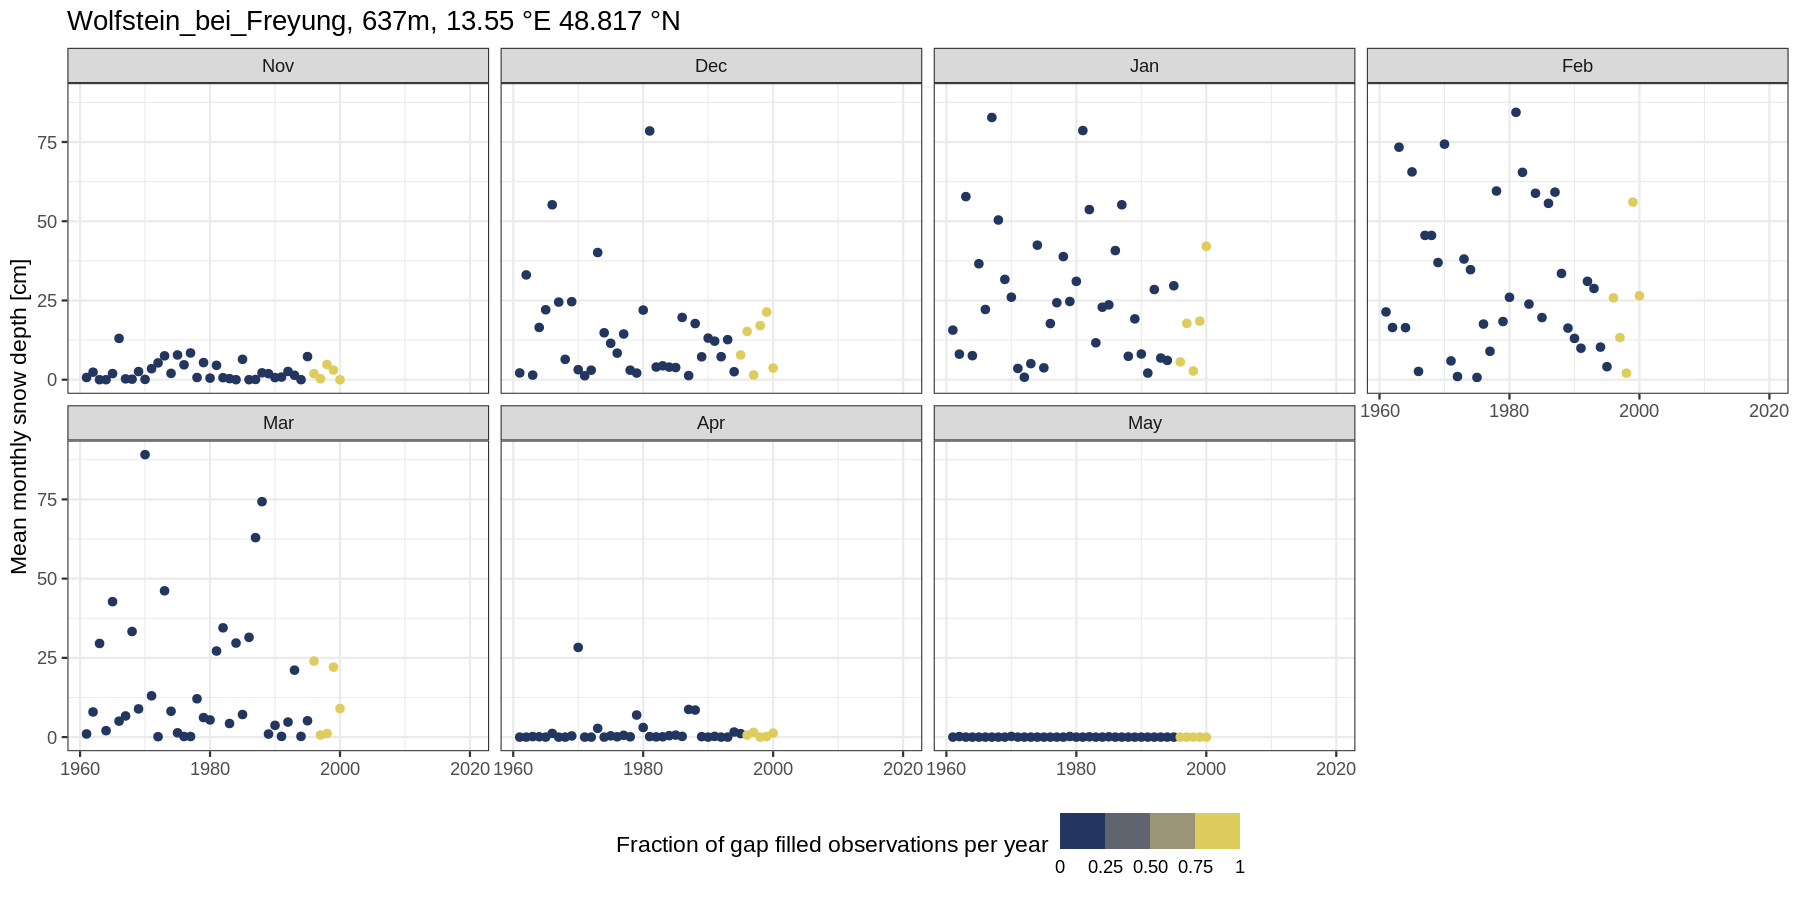 Wolfstein_bei_Freyung, 637m, 13.55 °E 48.817 °N
Nov
Dec
Jan
Feb
75
50
25
0
1960 1980 2000 2020
Mar
Apr
May
75
50
25
0
1960 1980 2000 2020 1960 1980 2000 2020 1960 1980 2000 2020
Mean monthly snow depth [cm]
Fraction of gap filled observations per year
0 0.25 0.50 0.75 1